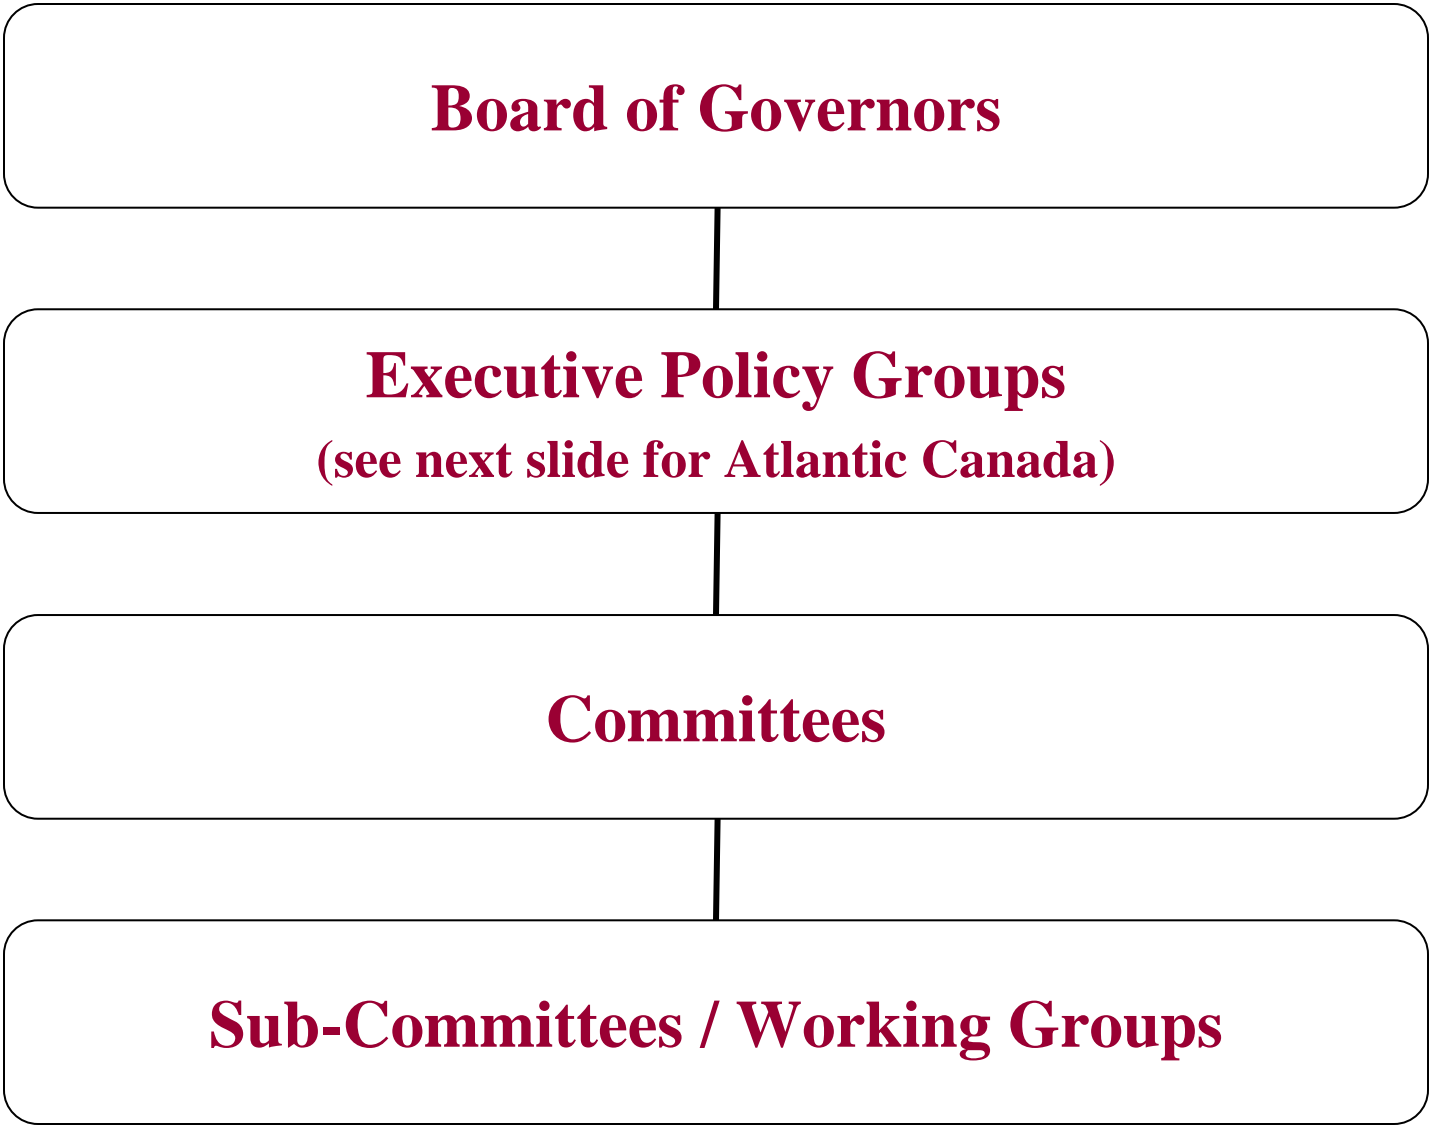 Board of Governors
Executive Policy Groups
(see next slide for Atlantic Canada)
Committees
Sub-Committees / Working Groups